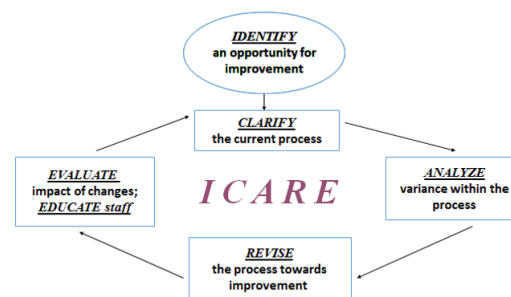 IDENTIFY
an opportunity for
improvement
CLARIFY
the current process
EVALUATE
impact of changes;
EDUCATE staff
I C A R E
ANALYZE
variance within the
process
REVISE
the process towards
improvement